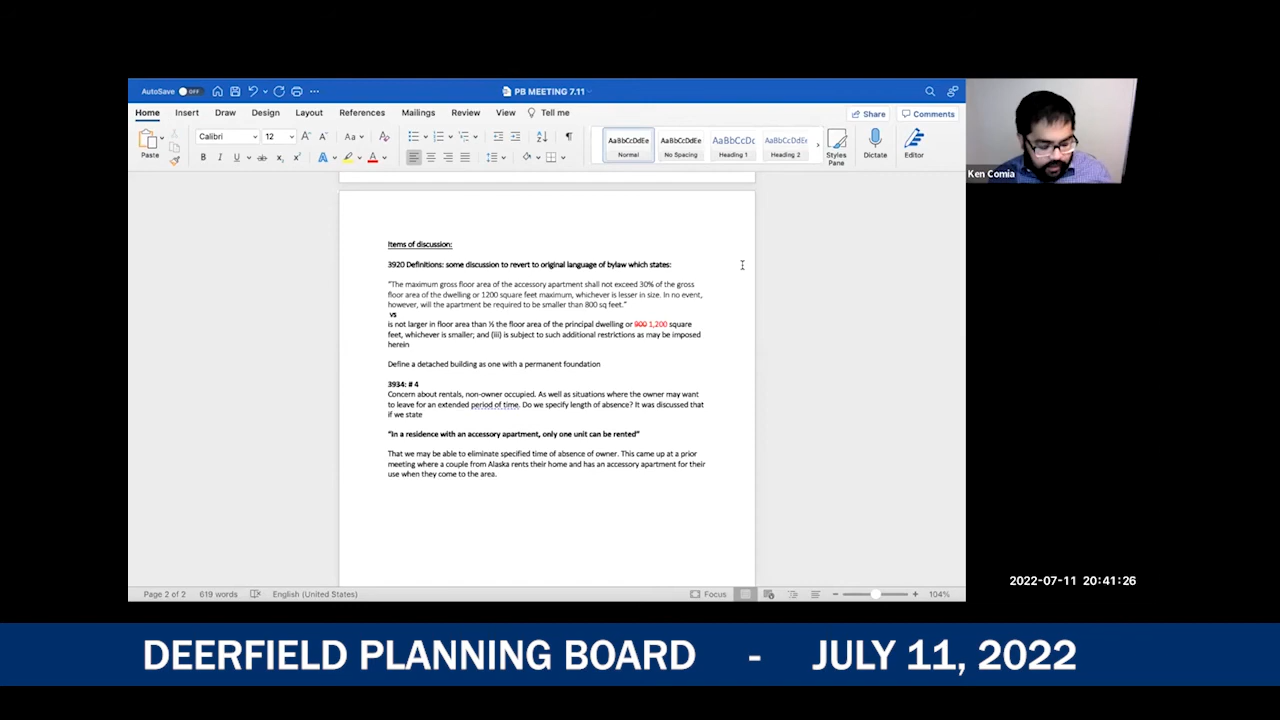 AutoSave OFF
PB MEETING 7.11
Home Insert Draw Design Layout References Mailings Review View Tell me
Share Comments
Paste
Calibri 12
AaBbCcDdEe AaBbCcDdEe AaBbCcDc AaBbCcDdEe
Normal No Spacing Heading 1 Heading 2
Styles Pane
Dictate
Editor
Ken Comia
Items of discussion:
3920 Definitions: some discussion to revert to original language of bylaw which states:
"The maximum gross floor area of the accessory apartment shall not exceed 30% of the gross
floor area of the dwelling or 1200 square feet maximum, whichever is lesser in size. In no event,
however, will the apartment be required to be smaller than 800 sq feet."
vs
is not larger in floor area than ½ the floor area of the principal dwelling or 900 1,200 square
feet, whichever is smaller; and (iii) is subject to such additional restrictions as may be imposed
herein
Define a detached building as one with a permanent foundation
3934: # 4
Concern about rentals, non-owner occupied. As well as situations where the owner may want
to leave for an extended period of time. Do we specify length of absence? It was discussed that
if we state
"In a residence with an accessory apartment, only one unit can be rented"
That we may be able to eliminate specified time of absence of owner. This came up at a prior
meeting where a couple from Alaska rents their home and has an accessory apartment for their
use when they come to the area.
2022-07-11 20:41:26
Page 2 of 2 619 words English (United States) Focus 104%
DEERFIELD PLANNING BOARD - JULY 11, 2022